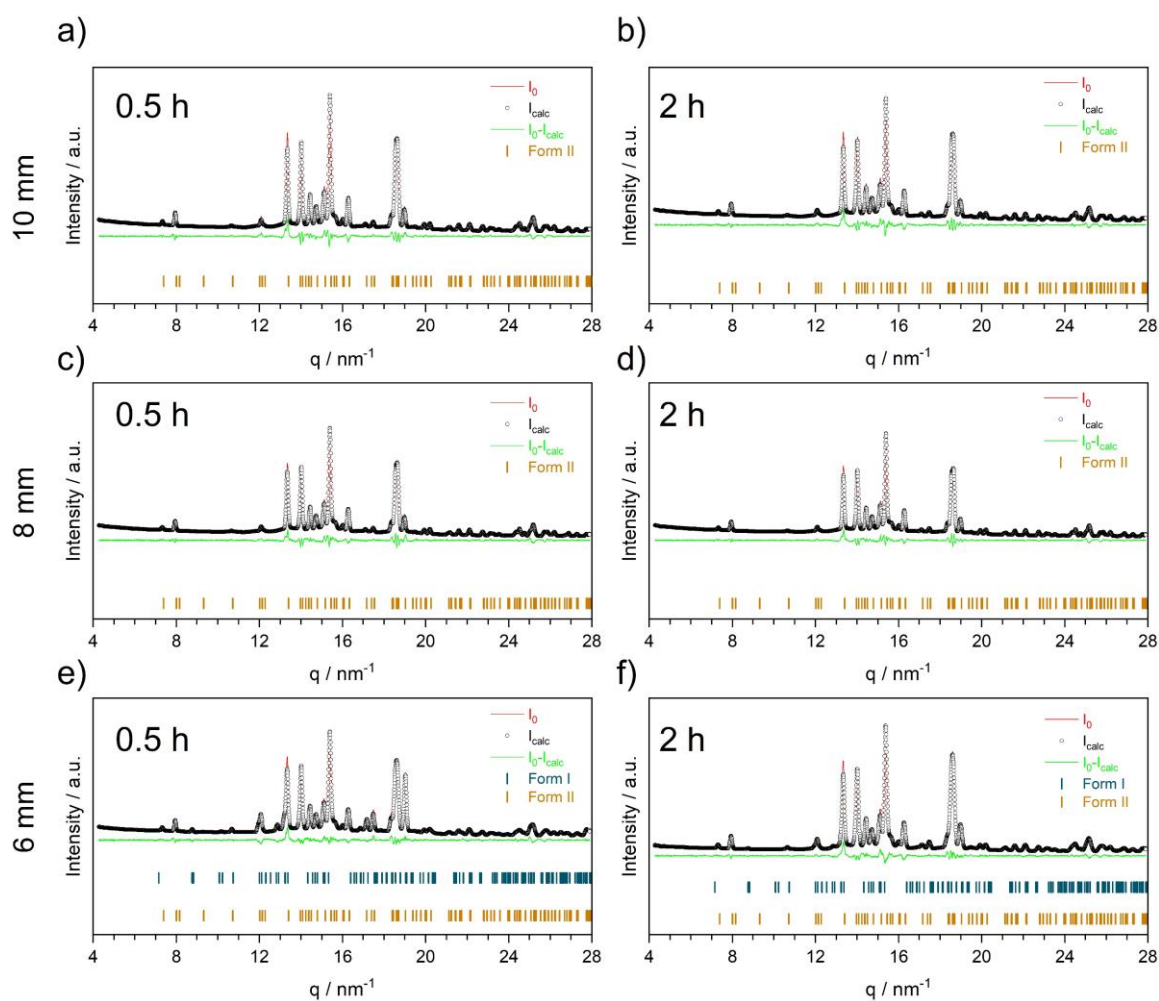 a)
10 mm
Intensity / a.u.
0.5 h
I0
Icalc
I0-Icalc
Form II
4 8 12 16 20 24 28
q / nm-1
b)
Intensity / a.u.
2 h
I0
Icalc
I0-Icalc
Form II
4 8 12 16 20 24 28
q / nm-1
c)
8 mm
Intensity / a.u.
0.5 h
I0
Icalc
I0-Icalc
Form II
4 8 12 16 20 24 28
q / nm-1
d)
Intensity / a.u.
2 h
I0
Icalc
I0-Icalc
Form II
4 8 12 16 20 24 28
q / nm-1
e)
6 mm
Intensity / a.u.
0.5 h
I0
Icalc
I0-Icalc
Form I
Form II
4 8 12 16 20 24 28
q / nm-1
f)
Intensity / a.u.
2 h
I0
Icalc
I0-Icalc
Form I
Form II
4 8 12 16 20 24 28
q / nm-1